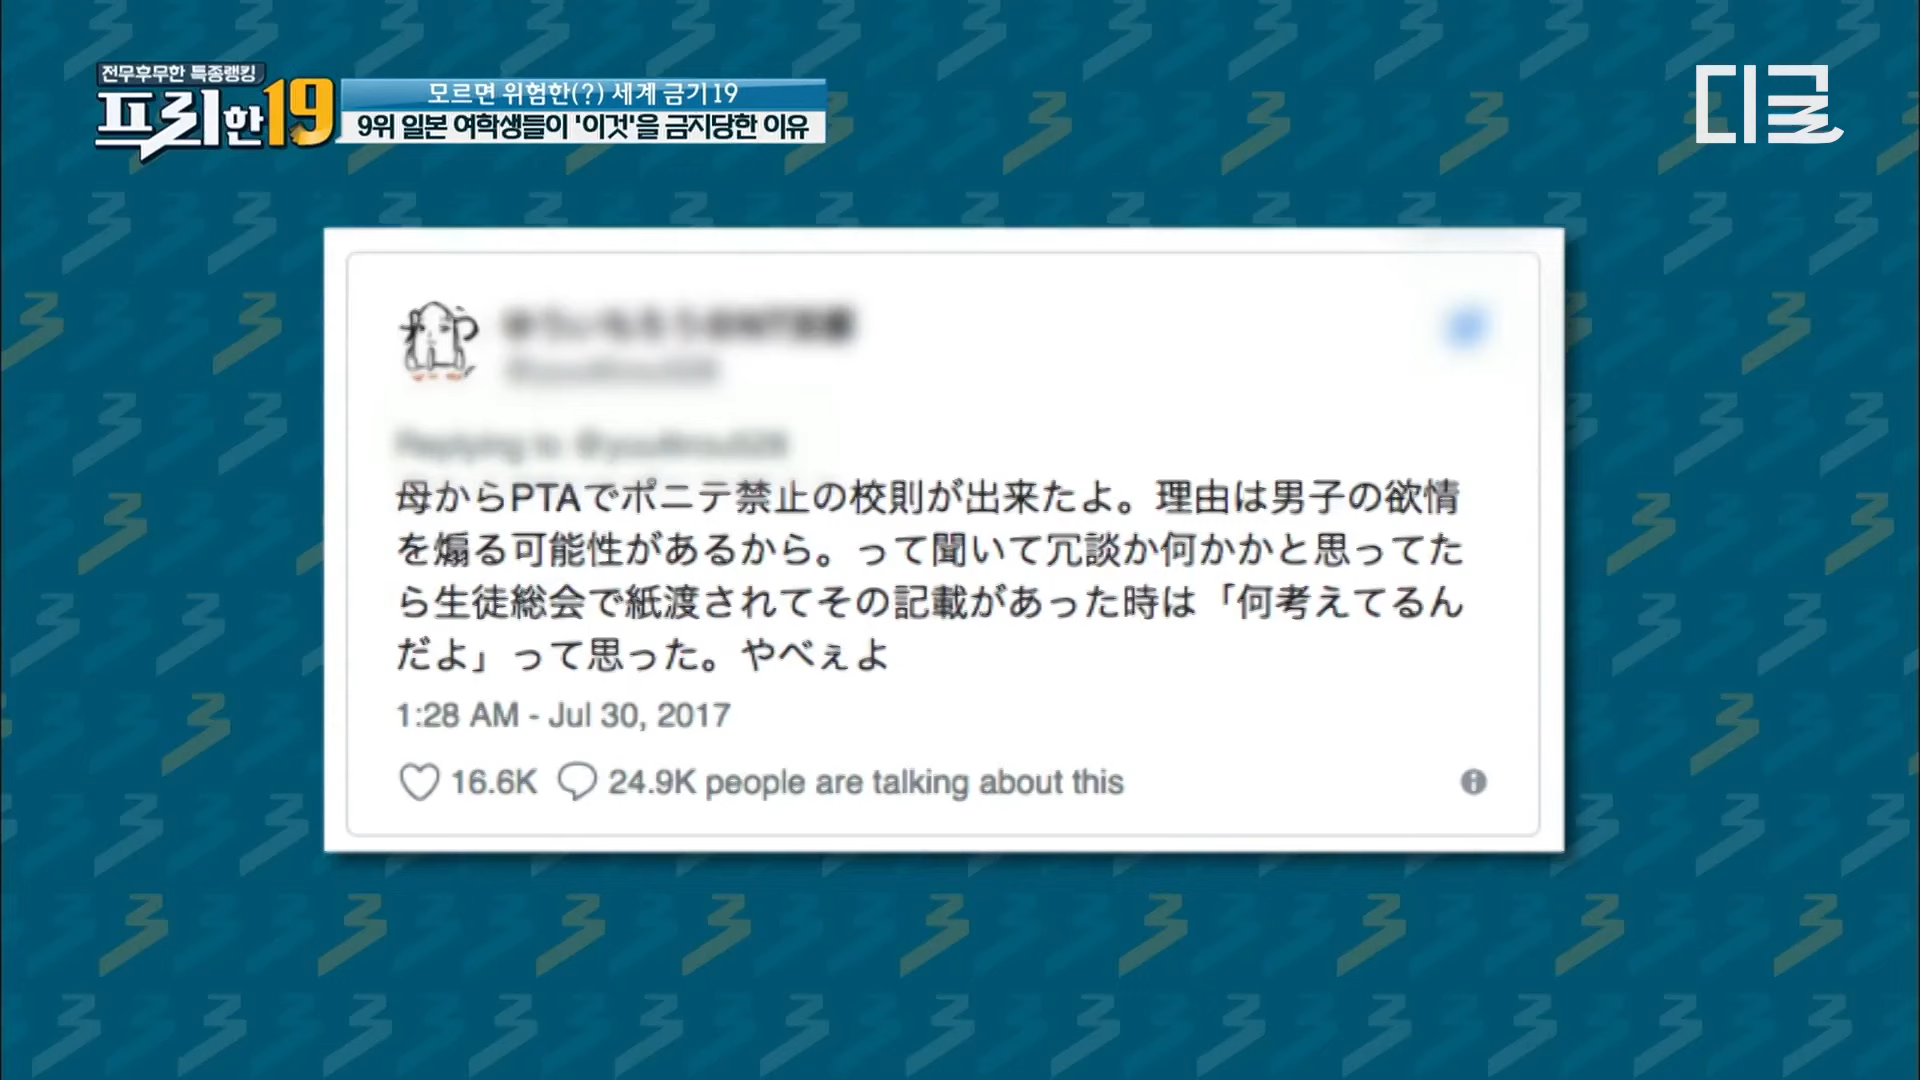 전무후무한 특종랭킹
프리한19
모르면 위험한(?) 세계 금기19
9위 일본 여학생들이 '이것'을 금지당한 이유
디글
母からPTAでポニテ禁止の校則が出来たよ。理由は男子の欲情
を煽る可能性があるから。って聞いて冗談か何かかと思ってた
ら生徒総会で紙渡されてその記載があった時は「何考えてるん
だよ」って思った。やべぇよ
1:28 AM - Jul 30, 2017
16.6K 24.9K people are talking about this